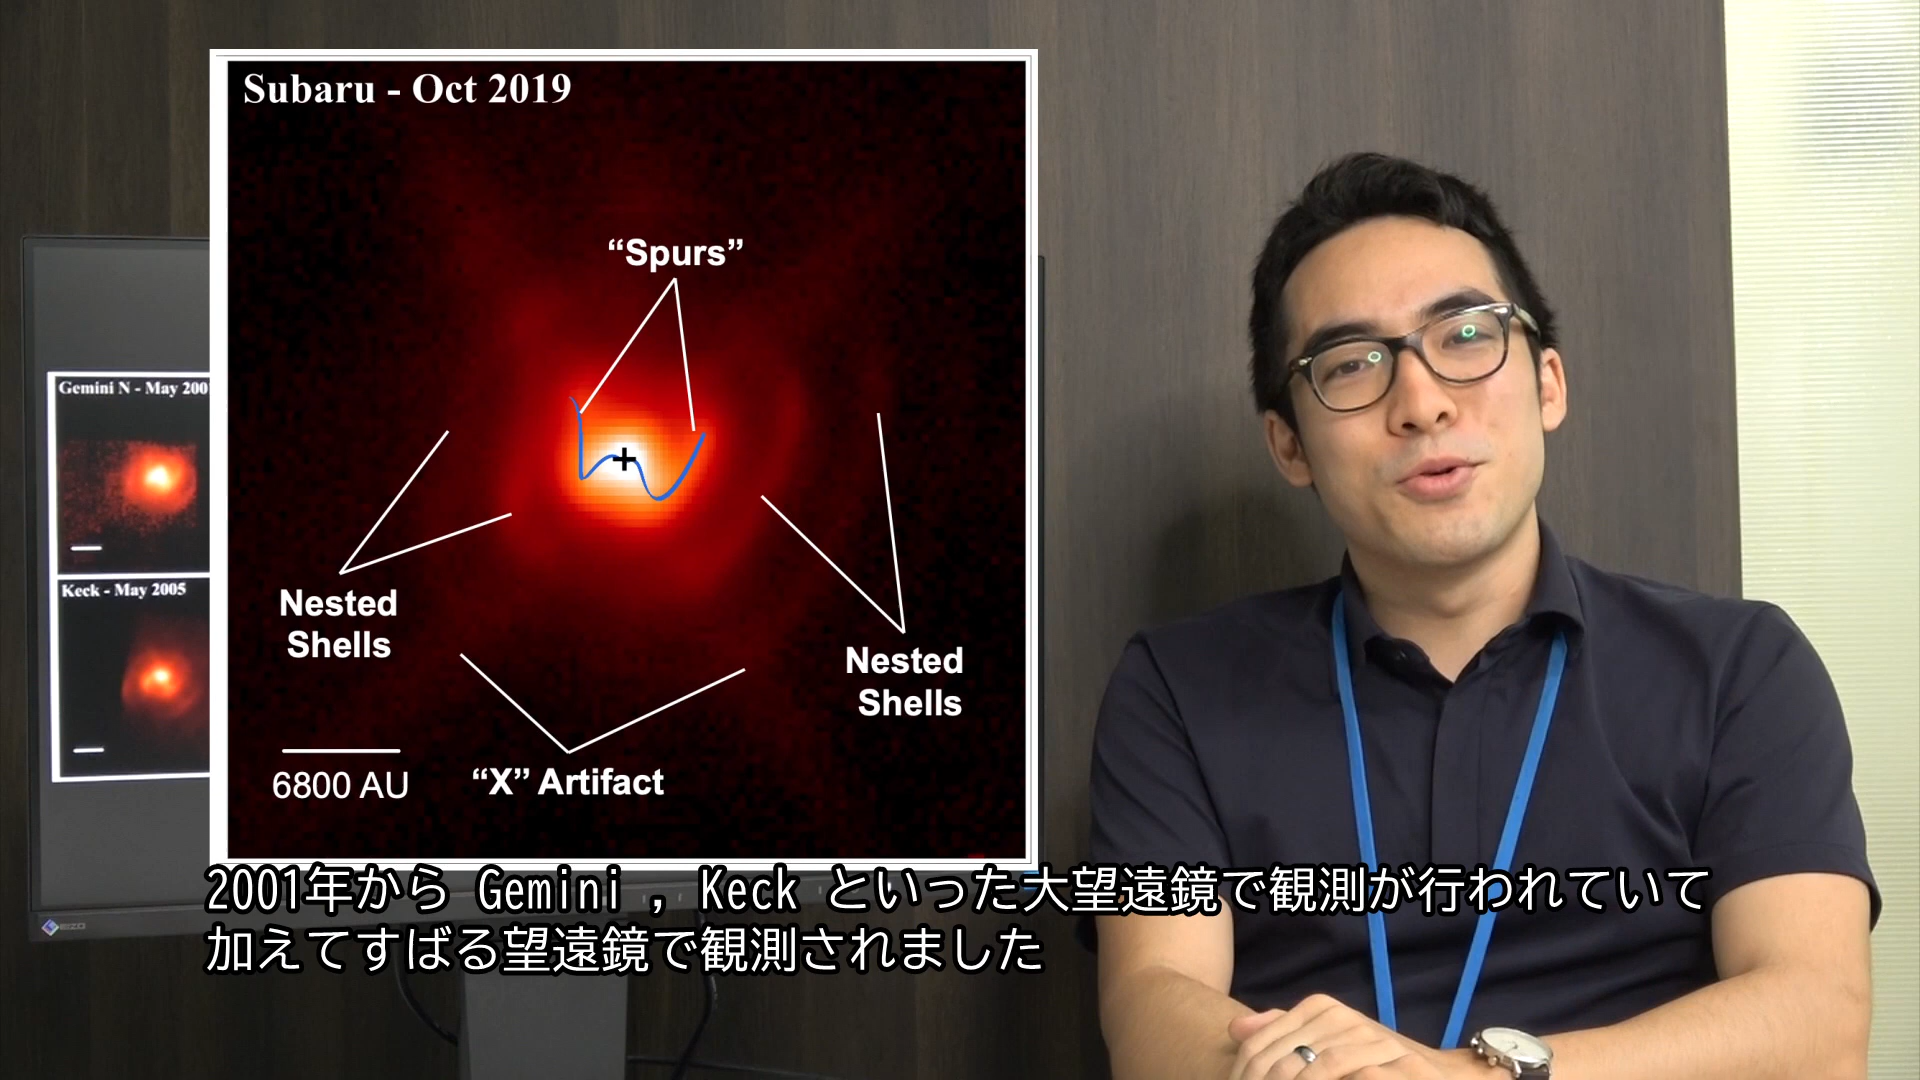 Subaru - Oct 2019
“Spurs”
Gemini N - May 200
Keck - May 2005
Nested
Shells
Nested
Shells
6800 AU
“X” Artifact
2001年から Gemini , Keck といった大望遠鏡で観測が行われていて
加えてすばる望遠鏡で観測されました
EIZO